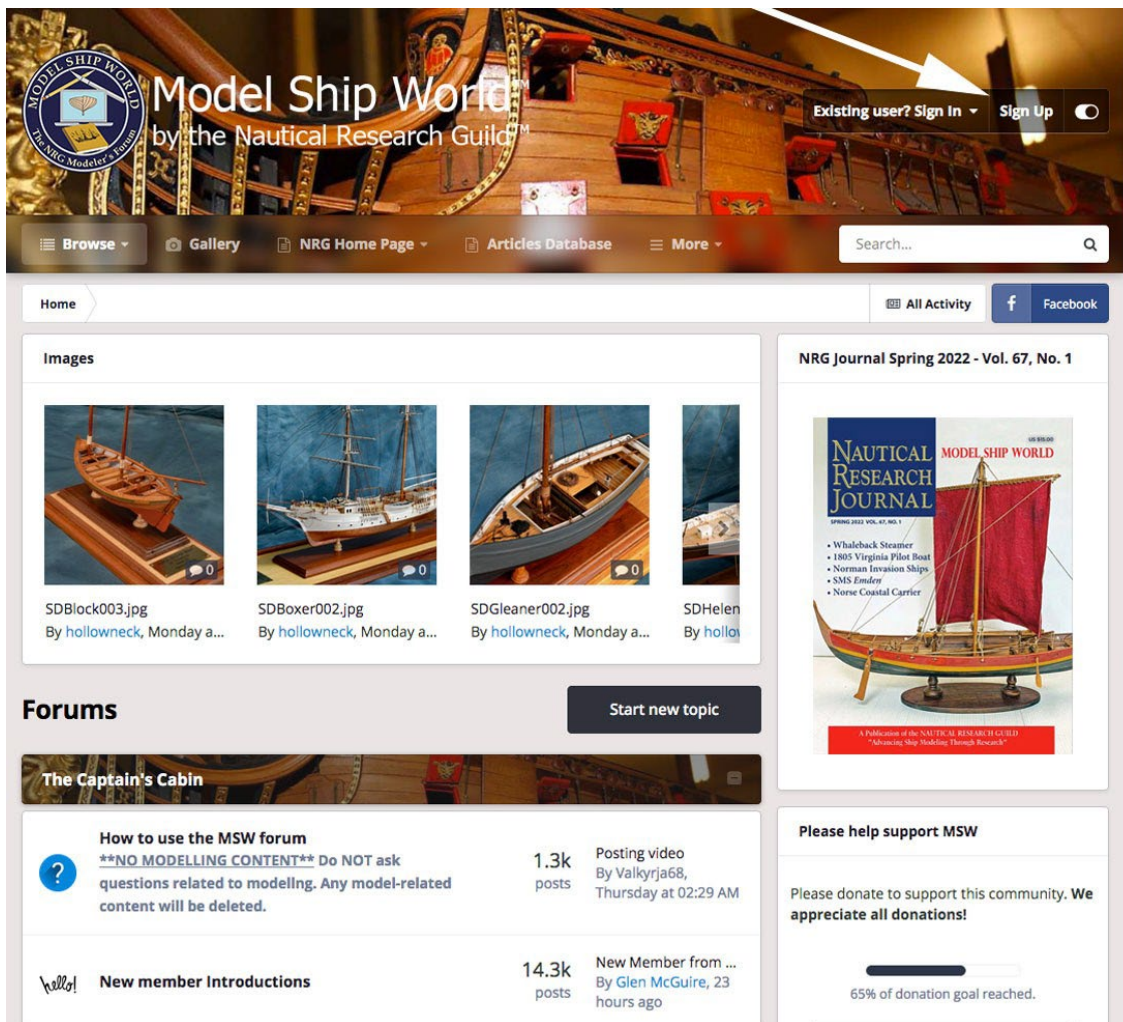 MODEL SHIP WORLD
The NRG Modeler's Forum
Model Ship World™
by the Nautical Research Guild™
Existing user? Sign In
Sign Up
Browse
Gallery
NRG Home Page
Articles Database
More
Search...
Home
All Activity
f Facebook
Images
0
0
0
SDBlock003.jpg
By hollowneck, Monday a...
SDBoxer002.jpg
By hollowneck, Monday a...
SDGleaner002.jpg
By hollowneck, Monday a...
SDHelen
By hollow
NRG Journal Spring 2022 - Vol. 67, No. 1
US $15.00
NAUTICAL
RESEARCH
JOURNAL
MODEL SHIP WORLD
SPRING 2022 VOL. 67, NO. 1
• Whaleback Steamer
• 1805 Virginia Pilot Boat
• Norman Invasion Ships
• SMS Emden
• Norse Coastal Carrier
A Publication of the NAUTICAL RESEARCH GUILD
"Advancing Ship Modeling Through Research"
Forums
Start new topic
The Captain's Cabin
?
How to use the MSW forum
**NO MODELLING CONTENT** Do NOT ask
questions related to modellng. Any model-related
content will be deleted.
1.3k
posts
Posting video
By Valkyrja68,
Thursday at 02:29 AM
hello!
New member Introductions
14.3k
posts
New Member from ...
By Glen McGuire, 23
hours ago
Please help support MSW
Please donate to support this community. We
appreciate all donations!
65% of donation goal reached.